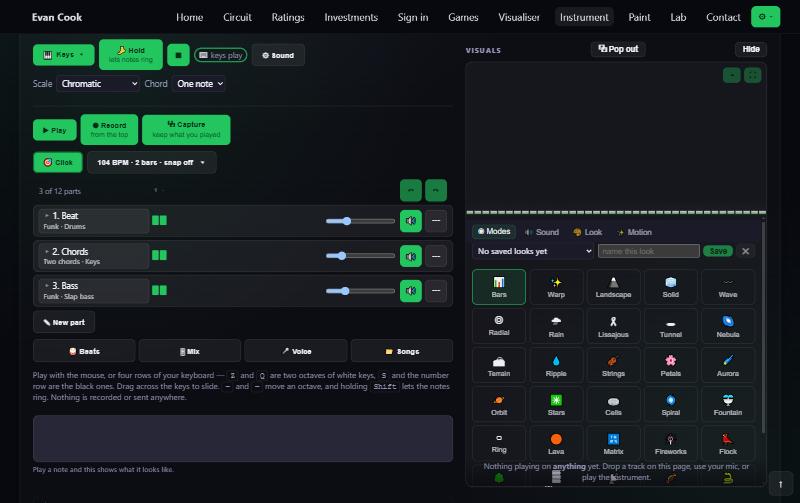 Evan Cook
Home Circuit Ratings Investments Sign in Games Visualiser Instrument Paint Lab Contact
Keys
Hold
lets notes ring
keys play
Sound
Scale Chromatic Chord One note
Play
Record
from the top
Capture
keep what you played
Click
104 BPM · 2 bars · snap off
3 of 12 parts
1. Beat
Funk · Drums
2. Chords
Two chords · Keys
3. Bass
Funk · Slap bass
New part
Beats
Mix
Voice
Songs
Play with the mouse, or four rows of your keyboard — Z and Q are two octaves of white keys, S and the number
row are the black ones. Drag across the keys to slide. − and − move an octave, and holding Shift lets the notes
ring. Nothing is recorded or sent anywhere.
Play a note and this shows what it looks like.
VISUALS
Pop out
Hide
Modes Sound Look Motion
No saved looks yet name this look Save
Bars Warp Landscape Solid Wave
Radial Rain Lissajous Tunnel Nebula
Terrain Ripple Strings Petals Aurora
Orbit Stars Cells Spiral Fountain
Ring Lava Matrix Fireworks Flock
Nothing playing on anything yet. Drop a track on this page, use your mic, or
play the instrument.